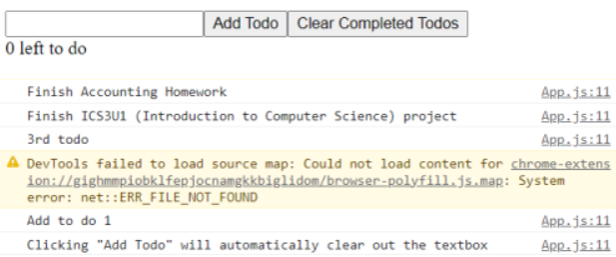 Add Todo Clear Completed Todos
0 left to do
Finish Accounting Homework App.js:11
Finish ICS3U1 (Introduction to Computer Science) project App.js:11
3rd todo App.js:11
DevTools failed to load source map: Could not load content for chrome-extens
ion://gighmmpiobklfepjocnamgkkbiglidom/browser-polyfill.js.map: System
error: net::ERR_FILE_NOT_FOUND
Add to do 1 App.js:11
Clicking "Add Todo" will automatically clear out the textbox App.js:11